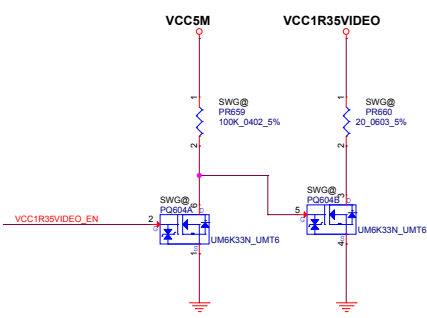 VCC5M
VCC1R35VIDEO
1
SWG@
PR659
100K_0402_5%
2
1
SWG@
PR660
20_0603_5%
2
VCC1R35VIDEO_EN
SWG@
PQ604A
2
6
D
G
S
UM6K33N_UMT6
1
SWG@
PQ604B
5
3
D
G
S
UM6K33N_UMT6
4